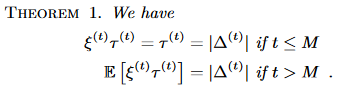 THEOREM 1. We have
ξ⁽ᵗ⁾τ⁽ᵗ⁾ = τ⁽ᵗ⁾ = |Δ⁽ᵗ⁾| if t ≤ M
𝔼 [ξ⁽ᵗ⁾τ⁽ᵗ⁾] = |Δ⁽ᵗ⁾| if t > M .